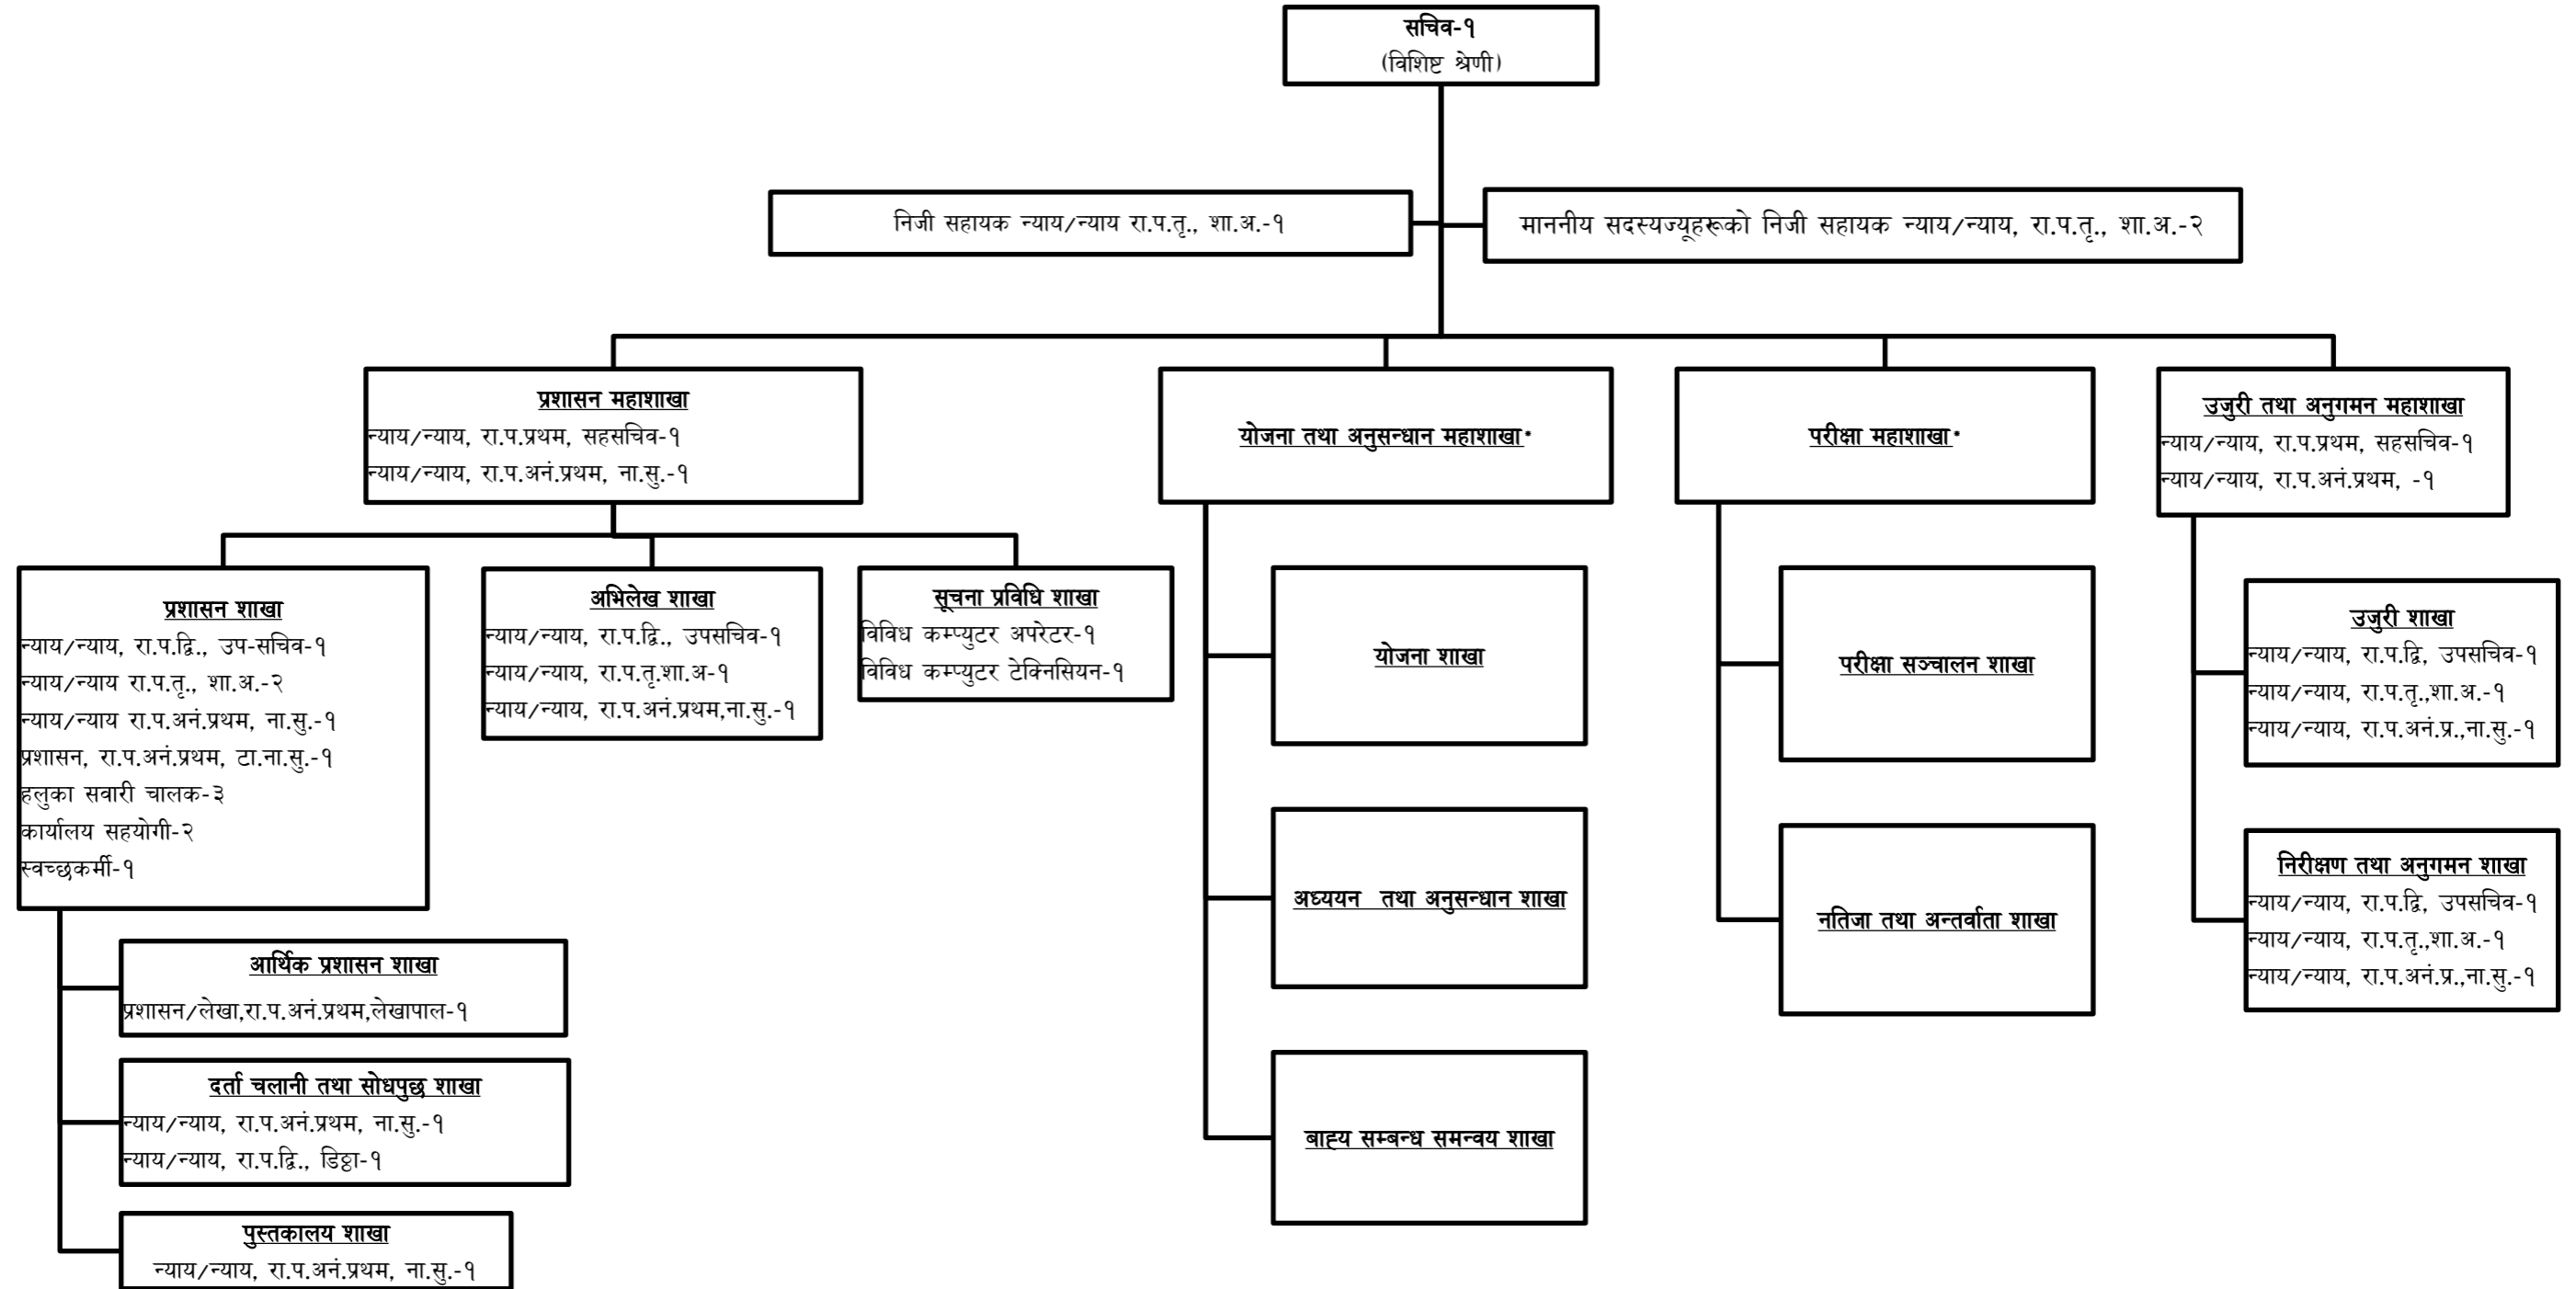 सचिव-१
(विशिष्ट श्रेणी)
निजी सहायक न्याय/न्याय रा.प.तृ., शा.अ.-१
माननीय सदस्यज्यूहरूको निजी सहायक न्याय/न्याय, रा.प.तृ., शा.अ.-२
प्रशासन महाशाखा
न्याय/न्याय, रा.प.प्रथम, सहसचिव-१
न्याय/न्याय, रा.प.अनं.प्रथम, ना.सु.-१
योजना तथा अनुसन्धान महाशाखा*
परीक्षा महाशाखा*
उजुरी तथा अनुगमन महाशाखा
न्याय/न्याय, रा.प.प्रथम, सहसचिव-१
न्याय/न्याय, रा.प.अनं.प्रथम, -१
प्रशासन शाखा
न्याय/न्याय, रा.प.द्वि., उप-सचिव-१
न्याय/न्याय रा.प.तृ., शा.अ.-२
न्याय/न्याय रा.प.अनं.प्रथम, ना.सु.-१
प्रशासन, रा.प.अनं.प्रथम, टा.ना.सु.-१
हलुका सवारी चालक-३
कार्यालय सहयोगी-२
स्वच्छकर्मी-१
अभिलेख शाखा
न्याय/न्याय, रा.प.द्वि., उपसचिव-१
न्याय/न्याय, रा.प.तृ.शा.अ-१
न्याय/न्याय, रा.प.अनं.प्रथम,ना.सु.-१
सूचना प्रविधि शाखा
विविध कम्प्युटर अपरेटर-१
विविध कम्प्युटर टेक्निसियन-१
योजना शाखा
परीक्षा सञ्चालन शाखा
उजुरी शाखा
न्याय/न्याय, रा.प.द्वि, उपसचिव-१
न्याय/न्याय, रा.प.तृ.,शा.अ.-१
न्याय/न्याय, रा.प.अनं.प्र.,ना.सु.-१
अध्ययन तथा अनुसन्धान शाखा
नतिजा तथा अन्तर्वाता शाखा
निरीक्षण तथा अनुगमन शाखा
न्याय/न्याय, रा.प.द्वि, उपसचिव-१
न्याय/न्याय, रा.प.तृ.,शा.अ.-१
न्याय/न्याय, रा.प.अनं.प्र.,ना.सु.-१
आर्थिक प्रशासन शाखा
प्रशासन/लेखा,रा.प.अनं.प्रथम,लेखापाल-१
दर्ता चलानी तथा सोधपुछ शाखा
न्याय/न्याय, रा.प.अनं.प्रथम, ना.सु.-१
न्याय/न्याय, रा.प.द्वि., डिठ्ठा-१
बाह्य सम्बन्ध समन्वय शाखा
पुस्तकालय शाखा
न्याय/न्याय, रा.प.अनं.प्रथम, ना.सु.-१